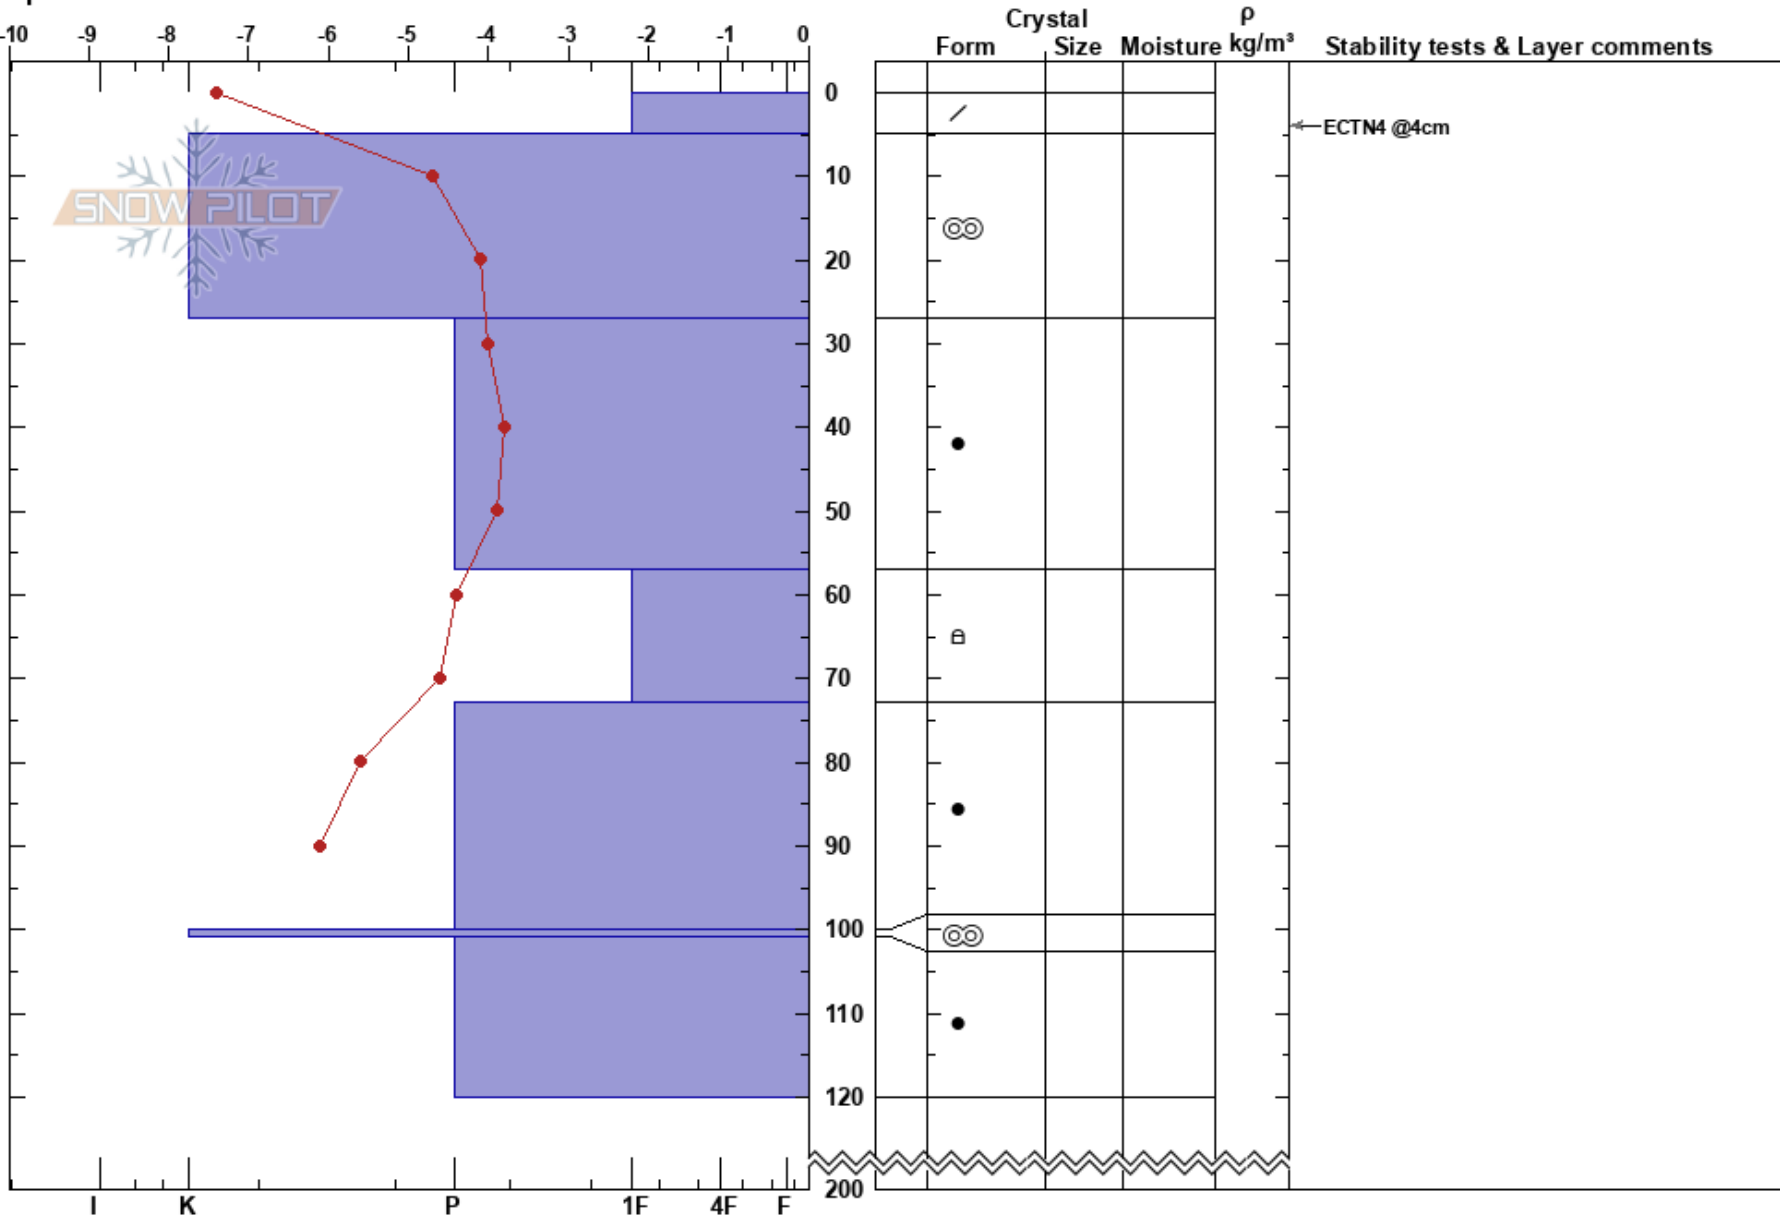 -10 -9 -8 -7 -6 -5 -4 -3 -2 -1 0
Crystal ρ
Form Size Moisture kg/m³ Stability tests & Layer comments
0
ECTN4 @4cm
10
SNOW PILOT
20
30
40
50
60
70
80
90
100
110
120
200
I K P 1F 4F F